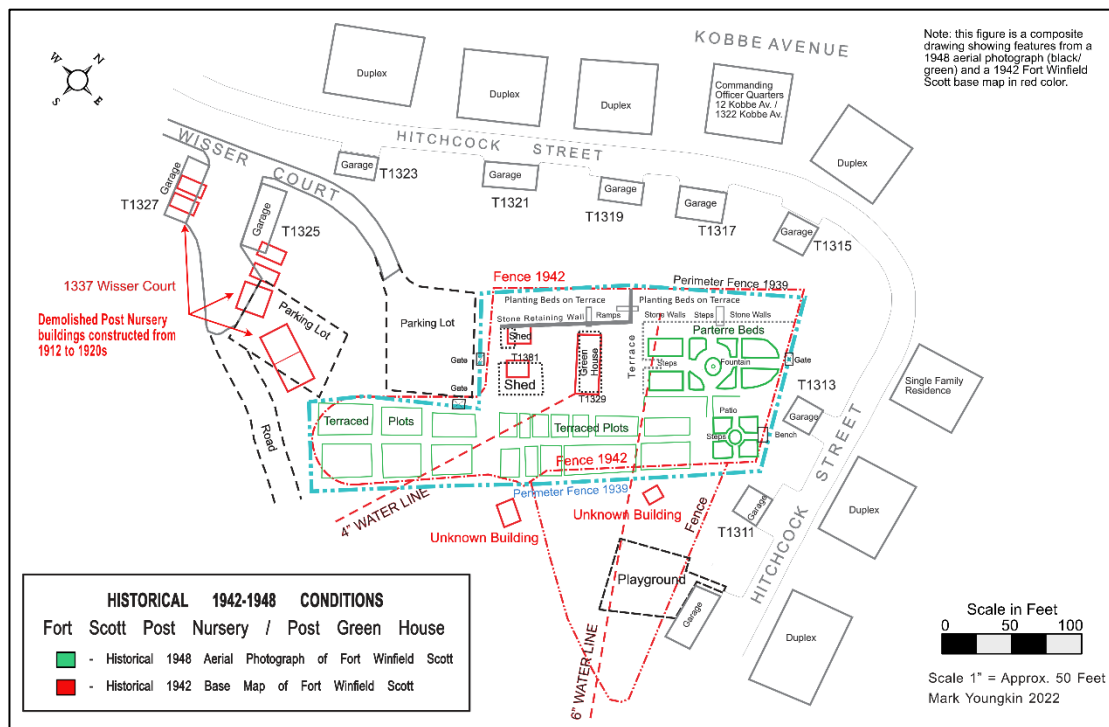 KOBBE AVENUE
Note: this figure is a composite
drawing showing features from a
1948 aerial photograph (black/
green) and a 1942 Fort Winfield
Scott base map in red color.
W
N
S
E
Duplex
Duplex
Duplex
Commanding
Officer Quarters
12 Kobbe Av. /
1322 Kobbe Av.
Duplex
HITCHCOCK STREET
WISSER COURT
Garage
T1323
Garage
T1321
Garage
T1319
Garage
T1317
Garage
T1315
Garage
T1327
Garage
T1325
1337 Wisser Court
Demolished Post Nursery
buildings constructed from
1912 to 1920s
Parking Lot
Parking Lot
Road
Fence 1942
Perimeter Fence 1939
Planting Beds on Terrace
Planting Beds on Terrace
Stone Retaining Wall
Ramps
Stone Walls
Steps
Stone Walls
Parterre Beds
Shed
T1381
Shed
Green
House
T1329
Terrace
Steps
Fountain
Gate
Gate
Gate
T1313
Garage
Single Family
Residence
Patio
Steps
Bench
Terraced
Plots
Terraced Plots
Fence 1942
Perimeter Fence 1939
4" WATER LINE
Unknown Building
Unknown Building
Fence
Garage
T1311
HITCHCOCK STREET
Duplex
Playground
Garage
Duplex
6" WATER LINE
HISTORICAL 1942-1948 CONDITIONS
Fort Scott Post Nursery / Post Green House
- Historical 1948 Aerial Photograph of Fort Winfield Scott
- Historical 1942 Base Map of Fort Winfield Scott
Scale in Feet
0 50 100
Scale 1" = Approx. 50 Feet
Mark Youngkin 2022